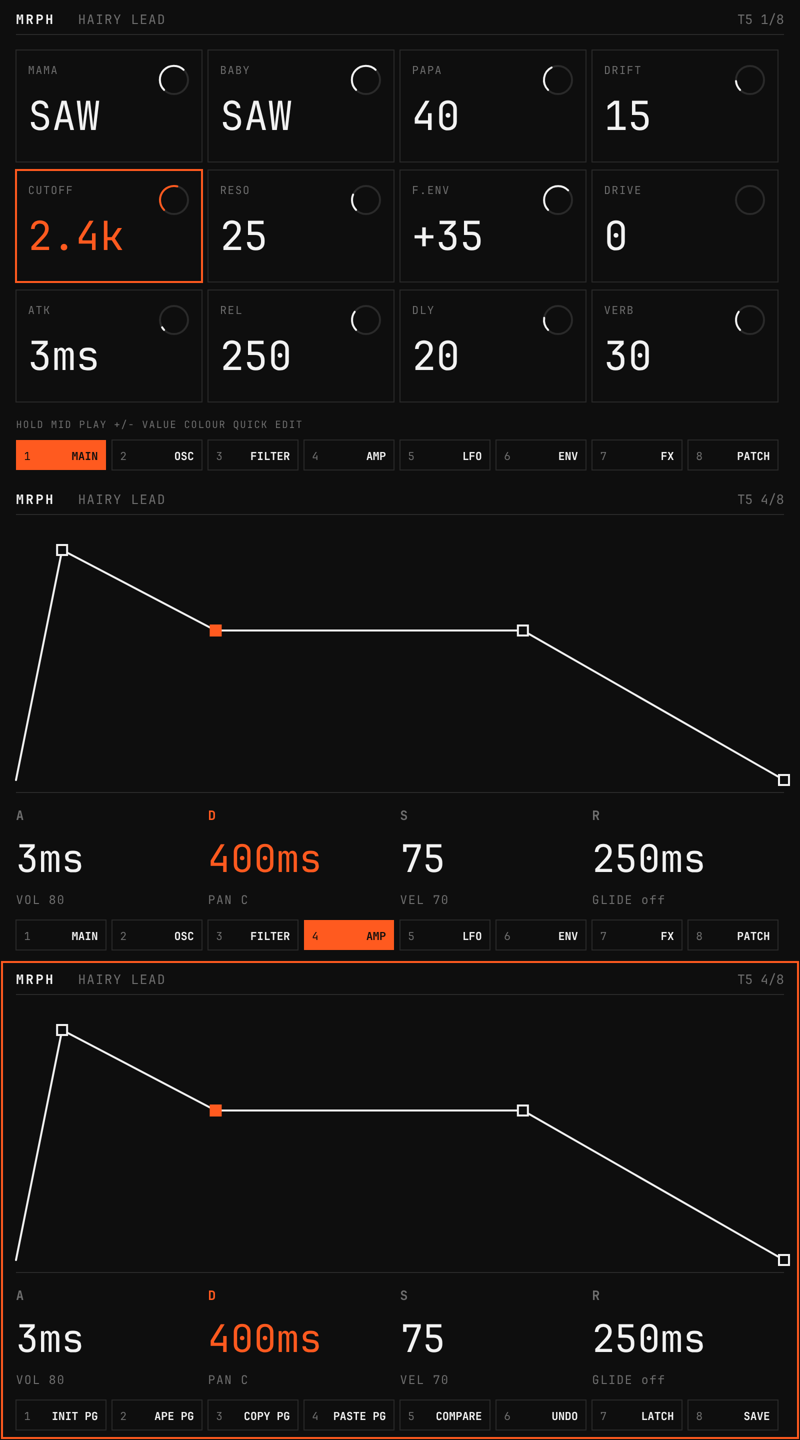 MRPH HAIRY LEAD T5 1/8
MAMA BABY PAPA DRIFT
SAW SAW 40 15
CUTOFF RESO F.ENV DRIVE
2.4k 25 +35 0
ATK REL DLY VERB
3ms 250 20 30
HOLD MID PLAY +/- VALUE COLOUR QUICK EDIT
1 MAIN 2 OSC 3 FILTER 4 AMP 5 LFO 6 ENV 7 FX 8 PATCH
MRPH HAIRY LEAD T5 4/8
A D S R
3ms 400ms 75 250ms
VOL 80 PAN C VEL 70 GLIDE off
1 MAIN 2 OSC 3 FILTER 4 AMP 5 LFO 6 ENV 7 FX 8 PATCH
MRPH HAIRY LEAD T5 4/8
A D S R
3ms 400ms 75 250ms
VOL 80 PAN C VEL 70 GLIDE off
1 INIT PG 2 APE PG 3 COPY PG 4 PASTE PG 5 COMPARE 6 UNDO 7 LATCH 8 SAVE